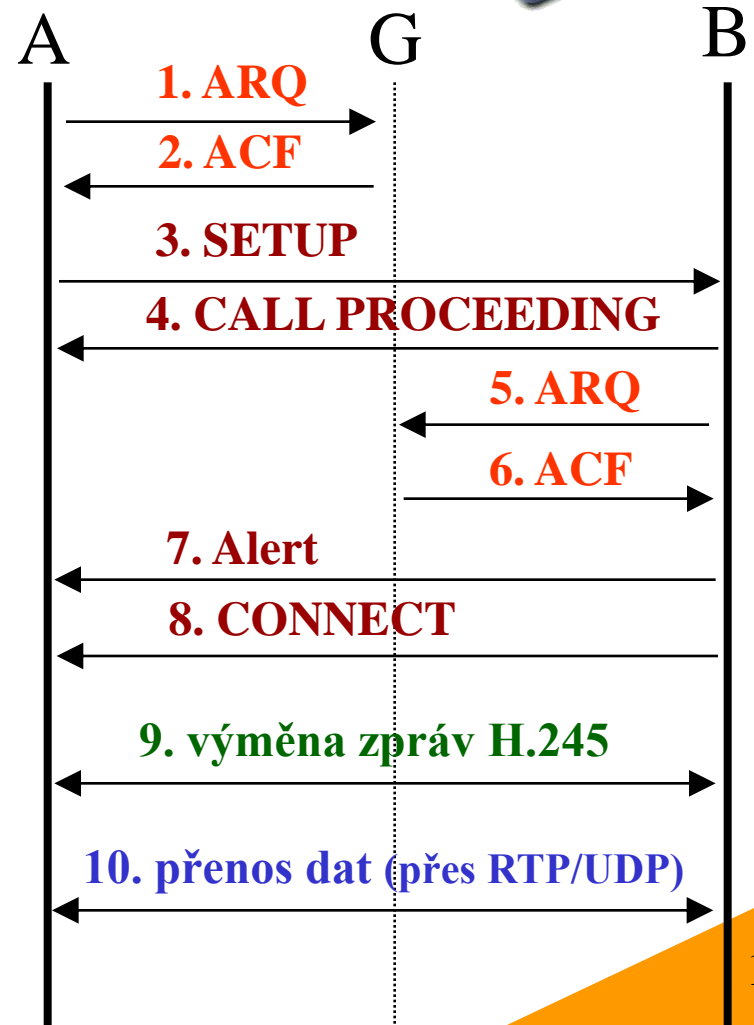 A G B
1. ARQ
2. ACF
3. SETUP
4. CALL PROCEEDING
5. ARQ
6. ACF
7. Alert
8. CONNECT
9. výměna zpráv H.245
10. přenos dat (přes RTP/UDP)